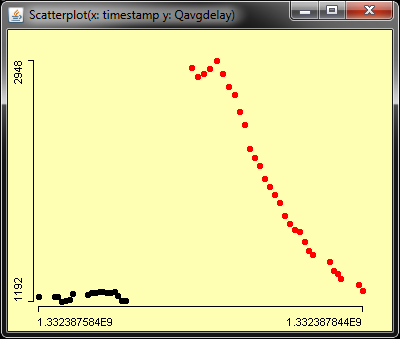 Scatterplot(x: timestamp y: Qavgdelay)
2948
1192
1.332387584E9 1.332387844E9